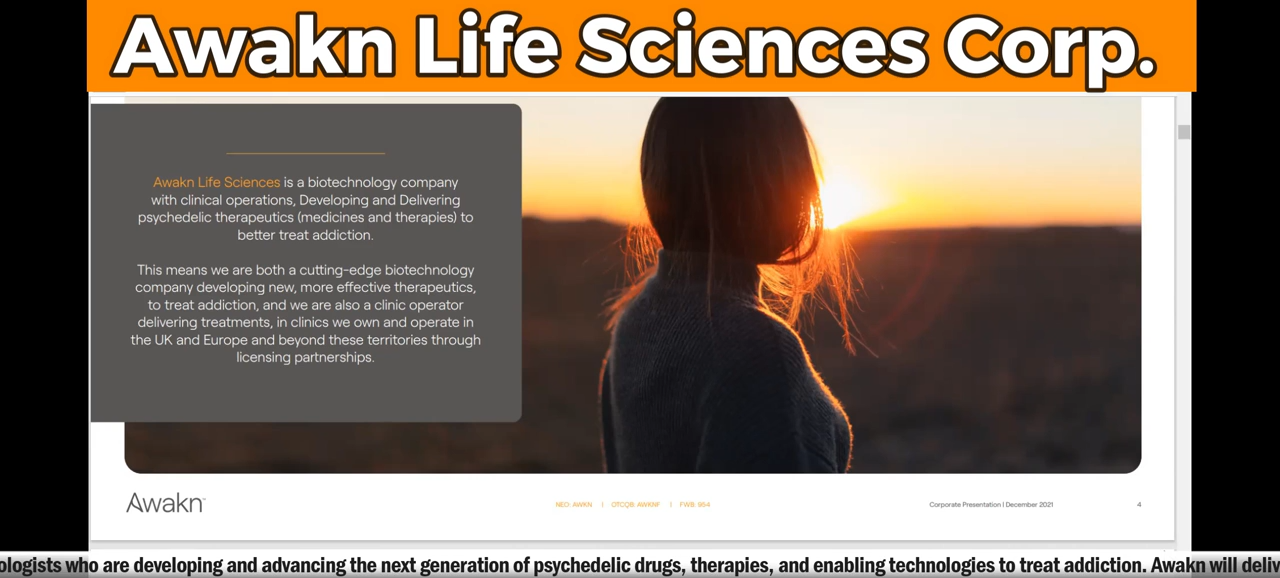 Awakn Life Sciences Corp.
Awakn Life Sciences is a biotechnology company
with clinical operations, Developing and Delivering
psychedelic therapeutics (medicines and therapies) to
better treat addiction.
This means we are both a cutting-edge biotechnology
company developing new, more effective therapeutics,
to treat addiction, and we are also a clinic operator
delivering treatments, in clinics we own and operate in
the UK and Europe and beyond these territories through
licensing partnerships.
Awakn™
NEO: AWKN | OTCQB: AWKNF | FWB: 954
Corporate Presentation | December 2021
4
ologists who are developing and advancing the next generation of psychedelic drugs, therapies, and enabling technologies to treat addiction. Awakn will deliv